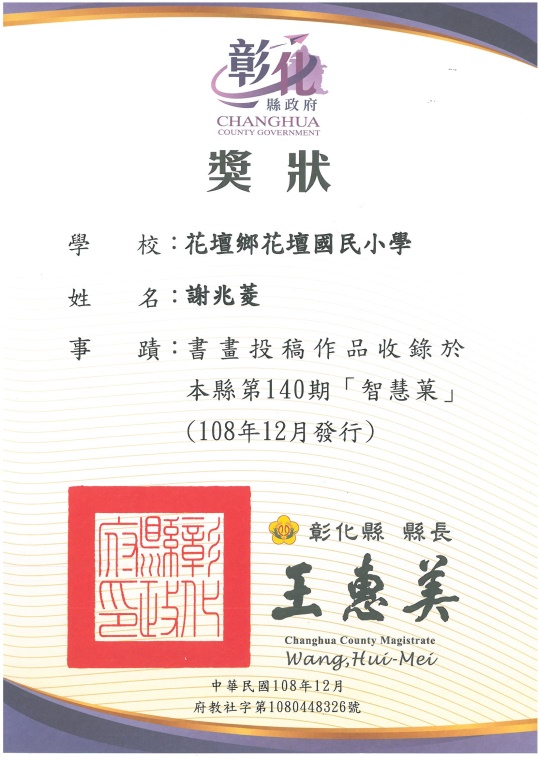 彰化
縣政府
CHANGHUA
COUNTY GOVERNMENT
獎狀
學校：花壇鄉花壇國民小學
姓名：謝兆菱
事蹟：書畫投稿作品收錄於
本縣第140期「智慧菓」
(108年12月發行)
彰化縣政府印
彰化縣 縣長
王惠美
Changhua County Magistrate
Wang,Hui-Mei
中華民國108年12月
府教社字第1080448326號